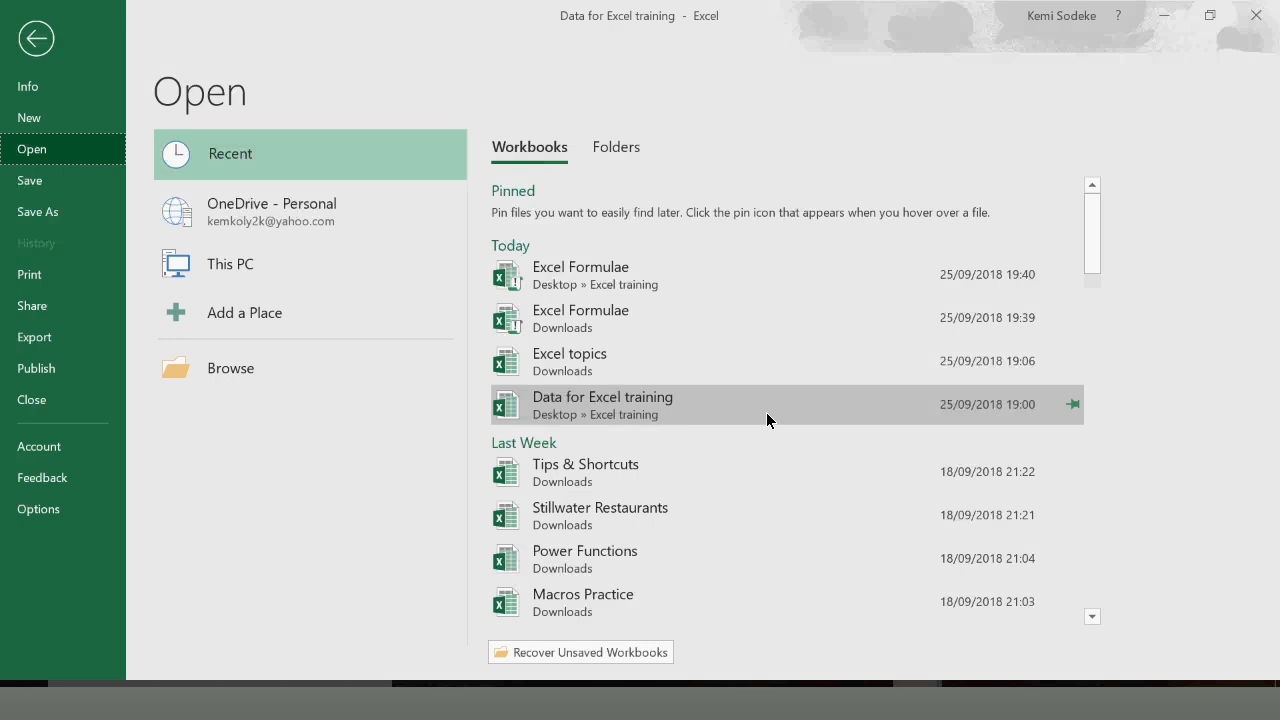 Data for Excel training - Excel
Kemi Sodeke ?
Info
New
Open
Save
Save As
History
Print
Share
Export
Publish
Close
Account
Feedback
Options
Open
Recent
OneDrive - Personal
kemkoly2k@yahoo.com
This PC
Add a Place
Browse
Workbooks Folders
Pinned
Pin files you want to easily find later. Click the pin icon that appears when you hover over a file.
Today
Excel Formulae 25/09/2018 19:40
Desktop » Excel training
Excel Formulae 25/09/2018 19:39
Downloads
Excel topics 25/09/2018 19:06
Downloads
Data for Excel training 25/09/2018 19:00
Desktop » Excel training
Last Week
Tips & Shortcuts 18/09/2018 21:22
Downloads
Stillwater Restaurants 18/09/2018 21:21
Downloads
Power Functions 18/09/2018 21:04
Downloads
Macros Practice 18/09/2018 21:03
Downloads
Recover Unsaved Workbooks